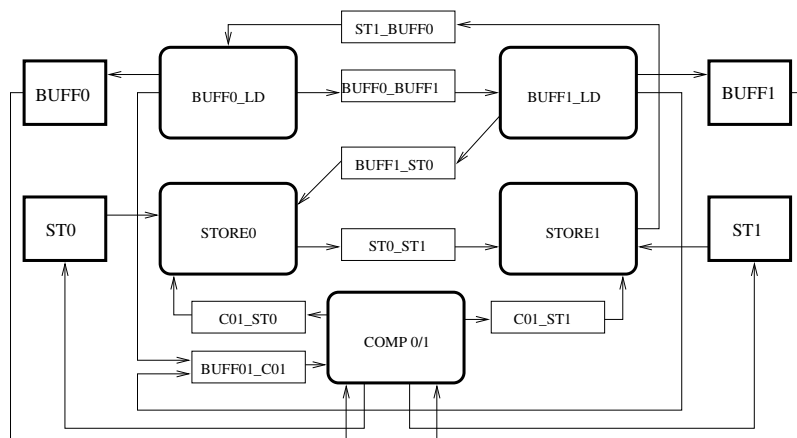 ST1_BUFF0
BUFF0
BUFF0_LD
BUFF0_BUFF1
BUFF1_LD
BUFF1
BUFF1_ST0
ST0
STORE0
ST0_ST1
STORE1
ST1
C01_ST0
COMP 0/1
C01_ST1
BUFF01_C01